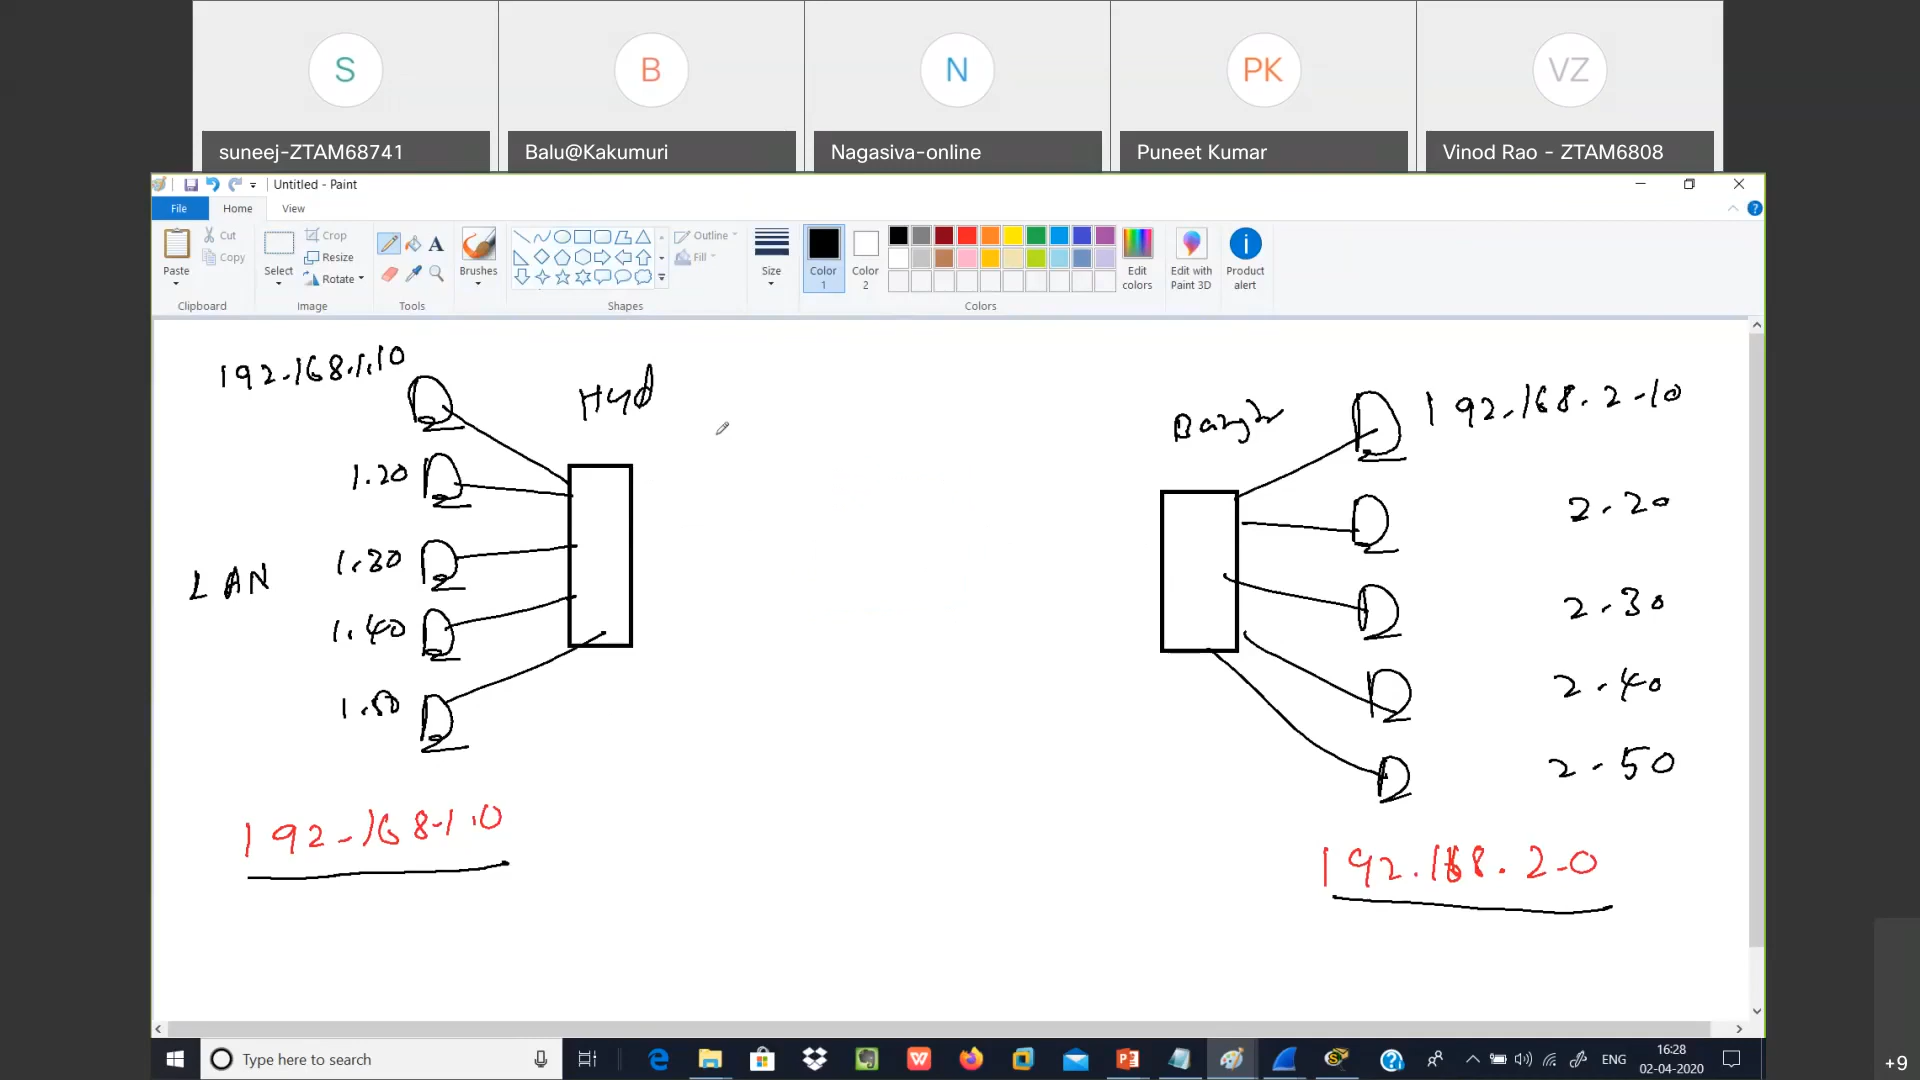 S
B
N
PK
VZ
suneej-ZTAM68741
Balu@Kakumuri
Nagasiva-online
Puneet Kumar
Vinod Rao - ZTAM6808
Untitled - Paint
File
Home
View
Paste
Cut
Copy
Clipboard
Select
Crop
Resize
Rotate
Image
A
Tools
Brushes
Outline
Fill
Shapes
Size
Color 1
Color 2
Edit colors
Colors
Edit with Paint 3D
Product alert
192.168.1.10
Hyd
1.20
1.30
LAN
1.40
1.50
192.168.1.0
192.168.2.10
2.20
2.30
2.40
2.50
192.168.2.0
Type here to search
ENG
16:28
02-04-2020
+9